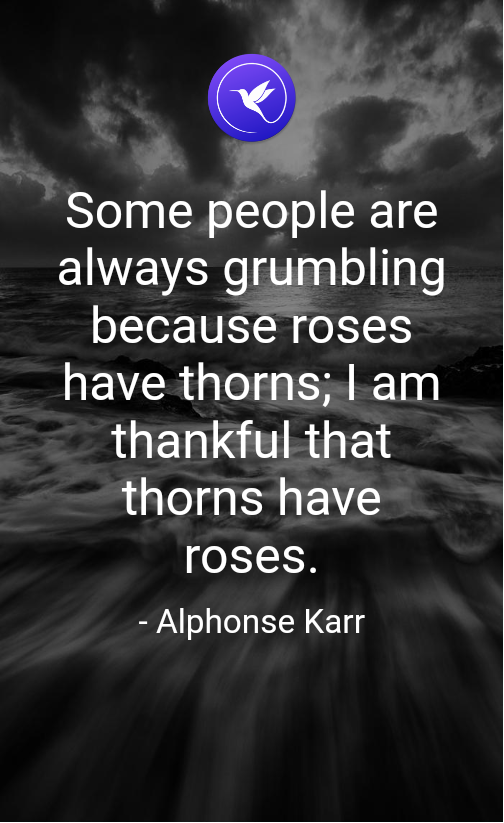 Some people are
always grumbling
because roses
have thorns; I am
thankful that
thorns have
roses.
- Alphonse Karr